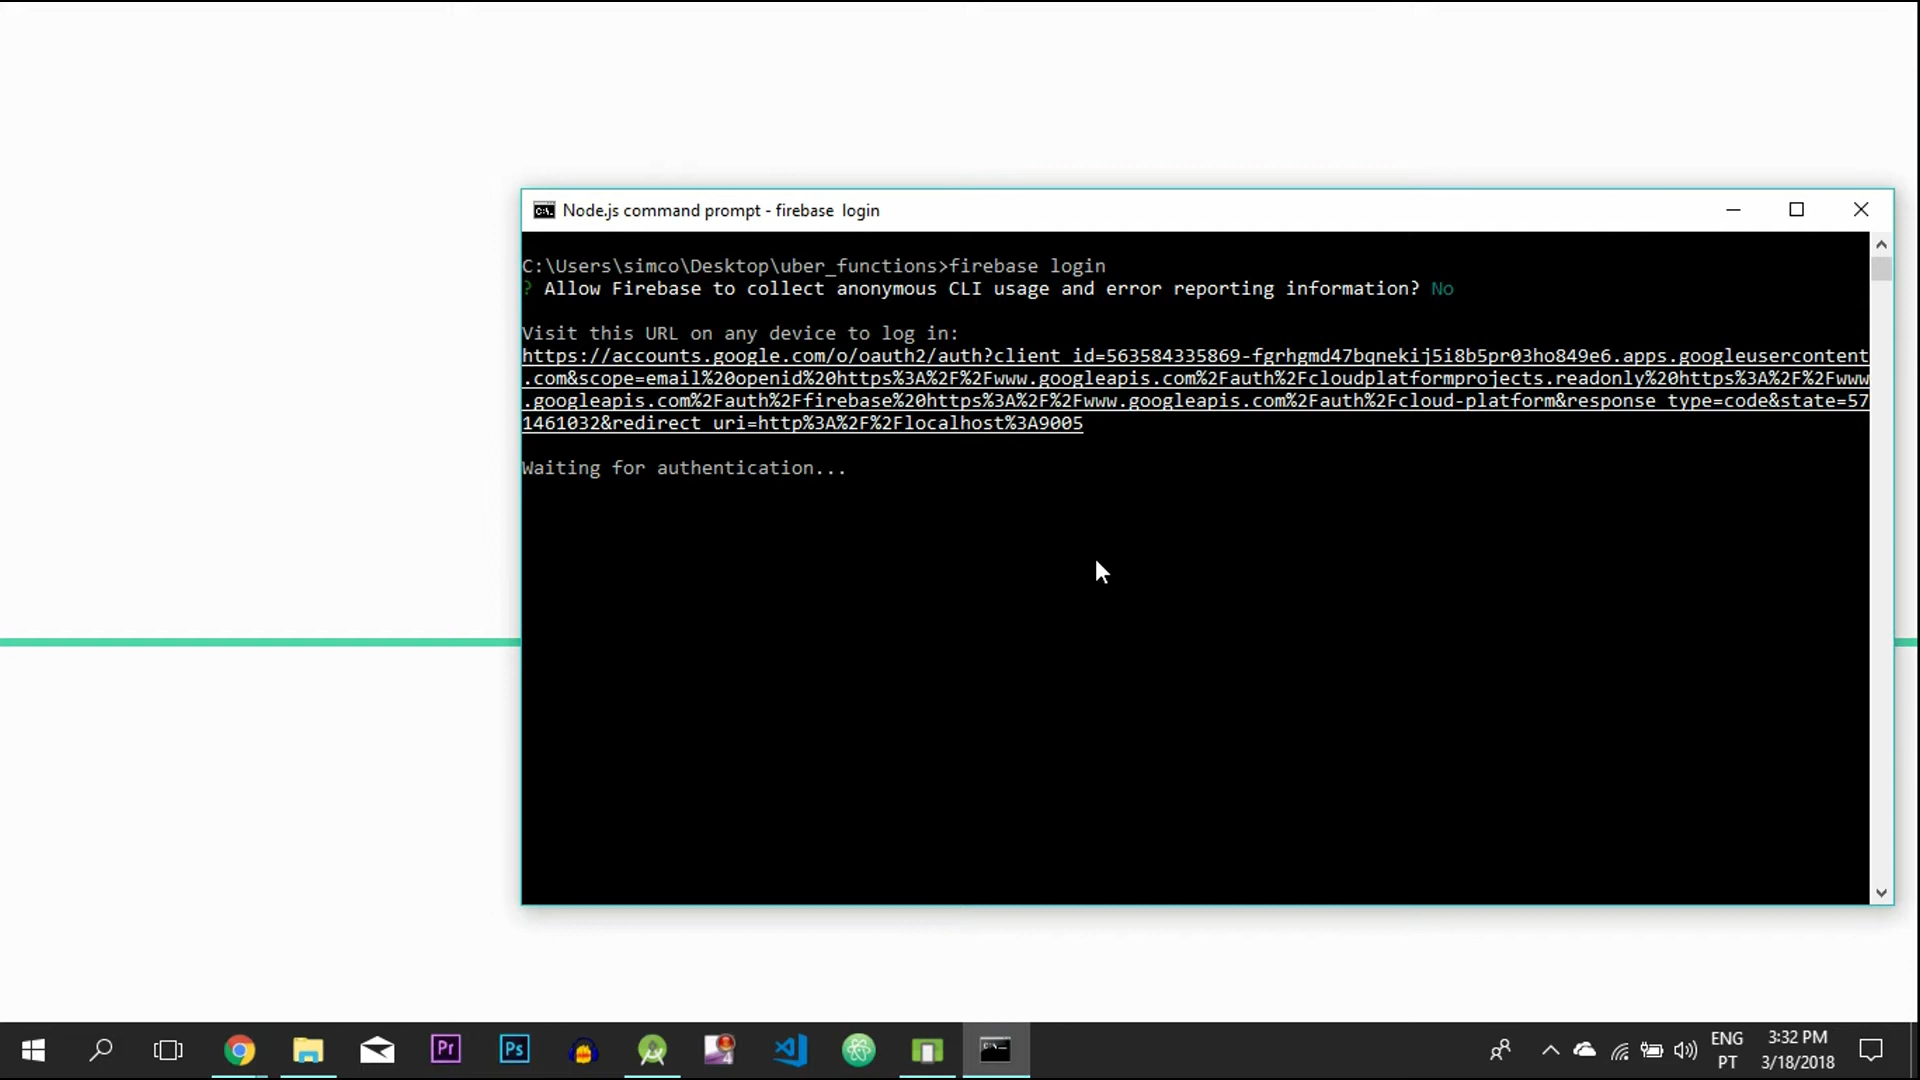 Node.js command prompt - firebase  login
C:\Users\simco\Desktop\uber_functions>firebase login
? Allow Firebase to collect anonymous CLI usage and error reporting information? No
Visit this URL on any device to log in:
https://accounts.google.com/o/oauth2/auth?client_id=563584335869-fgrhgmd47bqnekij5i8b5pr03ho849e6.apps.googleusercontent
.com&scope=email%20openid%20https%3A%2F%2Fwww.googleapis.com%2Fauth%2Fcloudplatformprojects.readonly%20https%3A%2F%2Fwww
.googleapis.com%2Fauth%2Ffirebase%20https%3A%2F%2Fwww.googleapis.com%2Fauth%2Fcloud-platform&response_type=code&state=57
1461032&redirect_uri=http%3A%2F%2Flocalhost%3A9005
Waiting for authentication...
Pr
Ps
4
ENG
PT
3:32 PM
3/18/2018